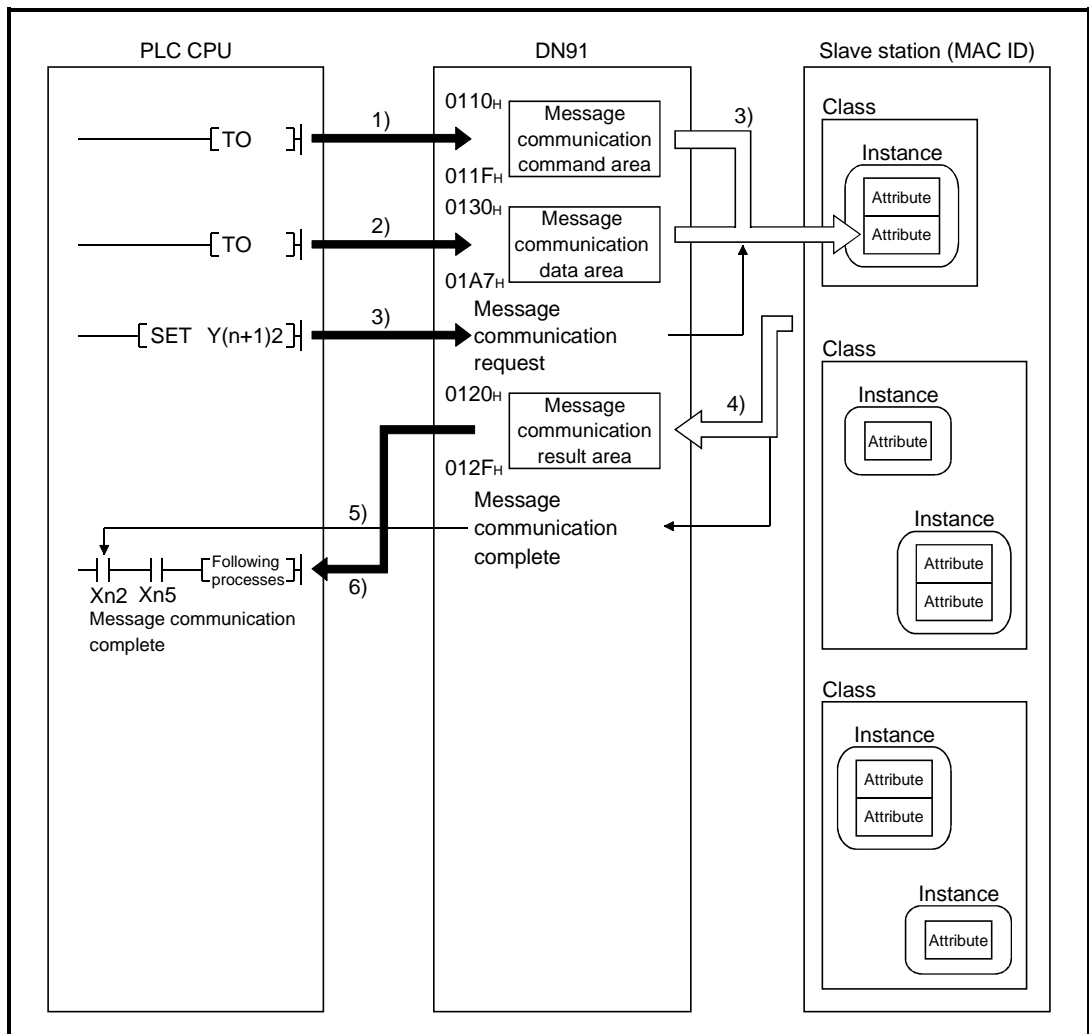 PLC CPU
DN91
Slave station (MAC ID)
TO
1)
0110H
Message
communication
command area
011FH
3)
TO
2)
0130H
Message
communication
data area
01A7H
SET Y(n+1)2
3)
Message
communication
request
0120H
Message
communication
result area
012FH
4)
5)
Message
communication
complete
Following
processes
6)
Xn2 Xn5
Message communication
complete
Class
Instance
Attribute
Attribute
Class
Instance
Attribute
Instance
Attribute
Attribute
Class
Instance
Attribute
Attribute
Instance
Attribute